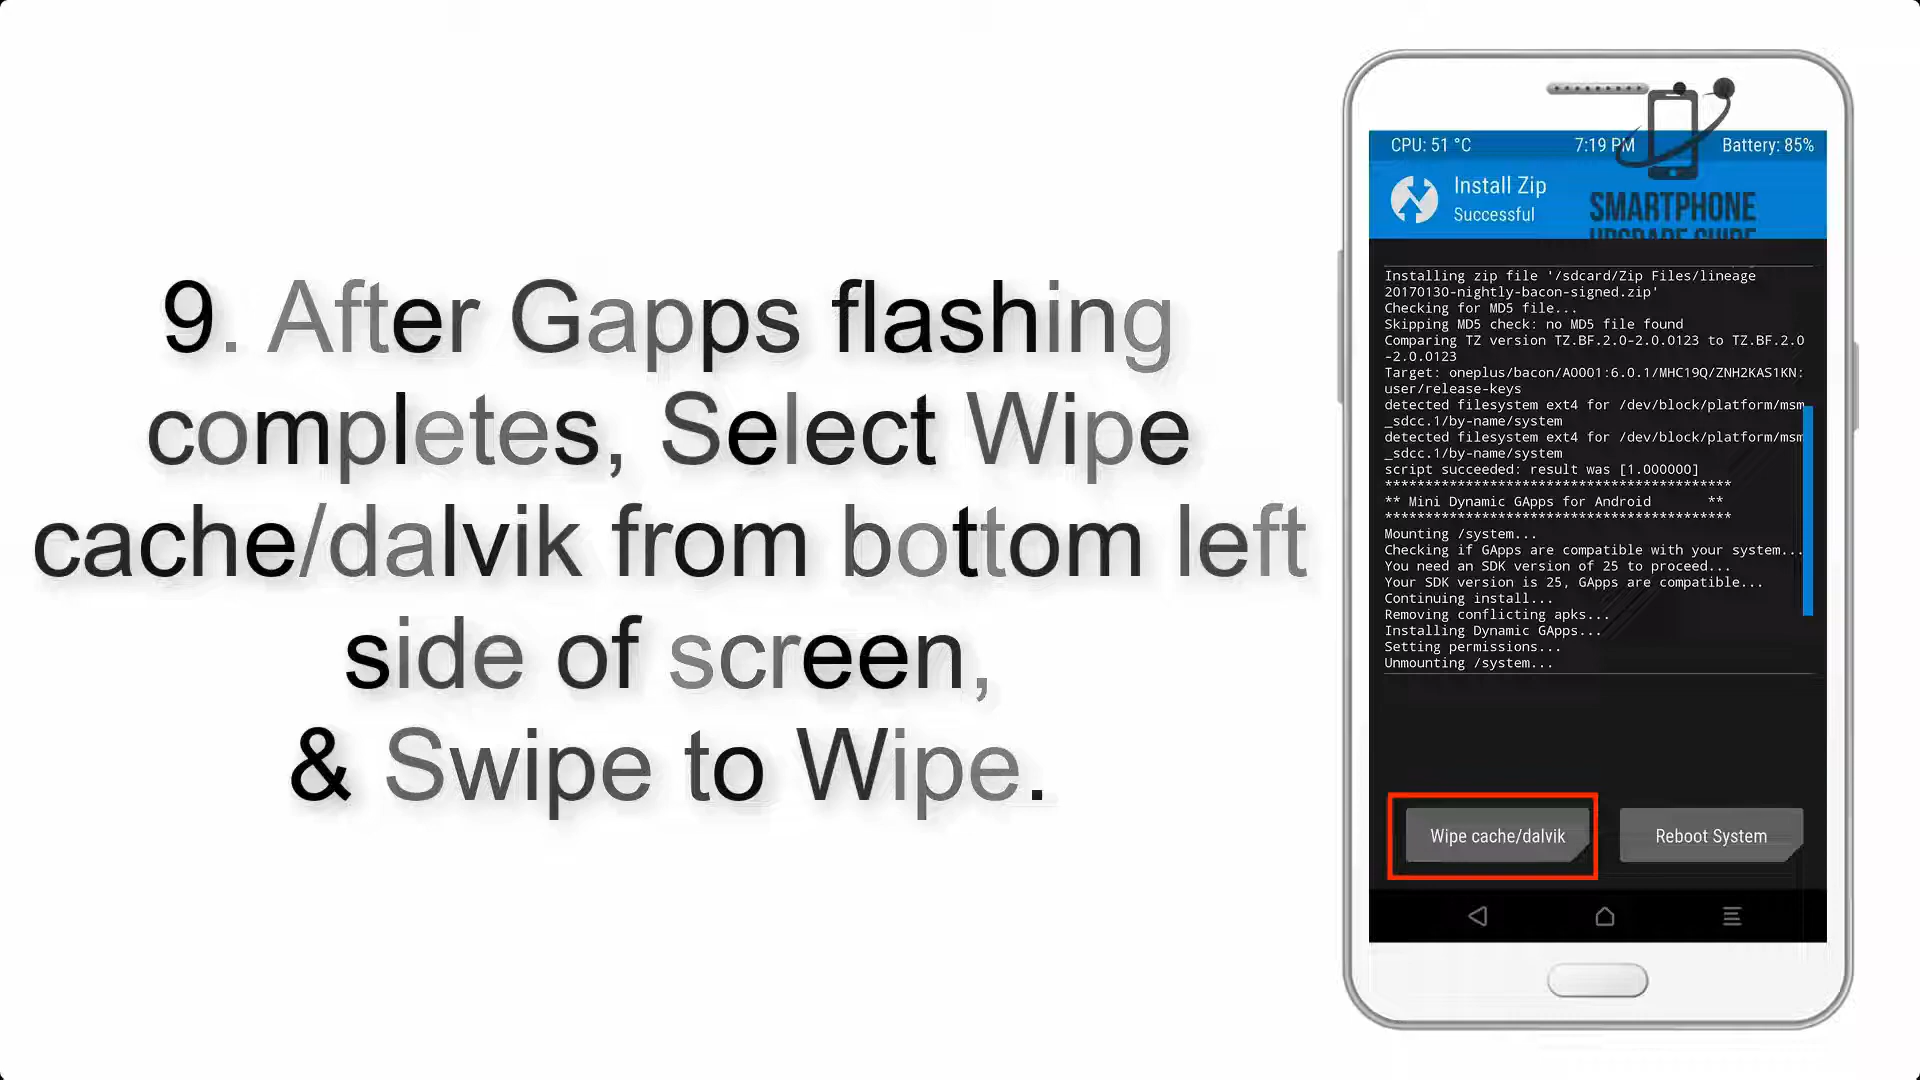 9. After Gapps flashing
completes, Select Wipe
cache/dalvik from bottom left
side of screen,
& Swipe to Wipe.
CPU: 51 °C 7:19 PM Battery: 85%
Install Zip
Successful
SMARTPHONE
UPGRADE GUIDE
Installing zip file '/sdcard/Zip Files/lineage
20170130-nightly-bacon-signed.zip'
Checking for MD5 file...
Skipping MD5 check: no MD5 file found
Comparing TZ version TZ.BF.2.0-2.0.0123 to TZ.BF.2.0
-2.0.0123
Target: oneplus/bacon/A0001:6.0.1/MHC19Q/ZNH2KAS1KN:
user/release-keys
detected filesystem ext4 for /dev/block/platform/msm
_sdcc.1/by-name/system
detected filesystem ext4 for /dev/block/platform/msm
_sdcc.1/by-name/system
script succeeded: result was [1.000000]
******************************************
** Mini Dynamic GApps for Android **
******************************************
Mounting /system...
Checking if GApps are compatible with your system...
You need an SDK version of 25 to proceed...
Your SDK version is 25, GApps are compatible...
Continuing install...
Removing conflicting apks...
Installing Dynamic GApps...
Setting permissions...
Unmounting /system...
Wipe cache/dalvik Reboot System